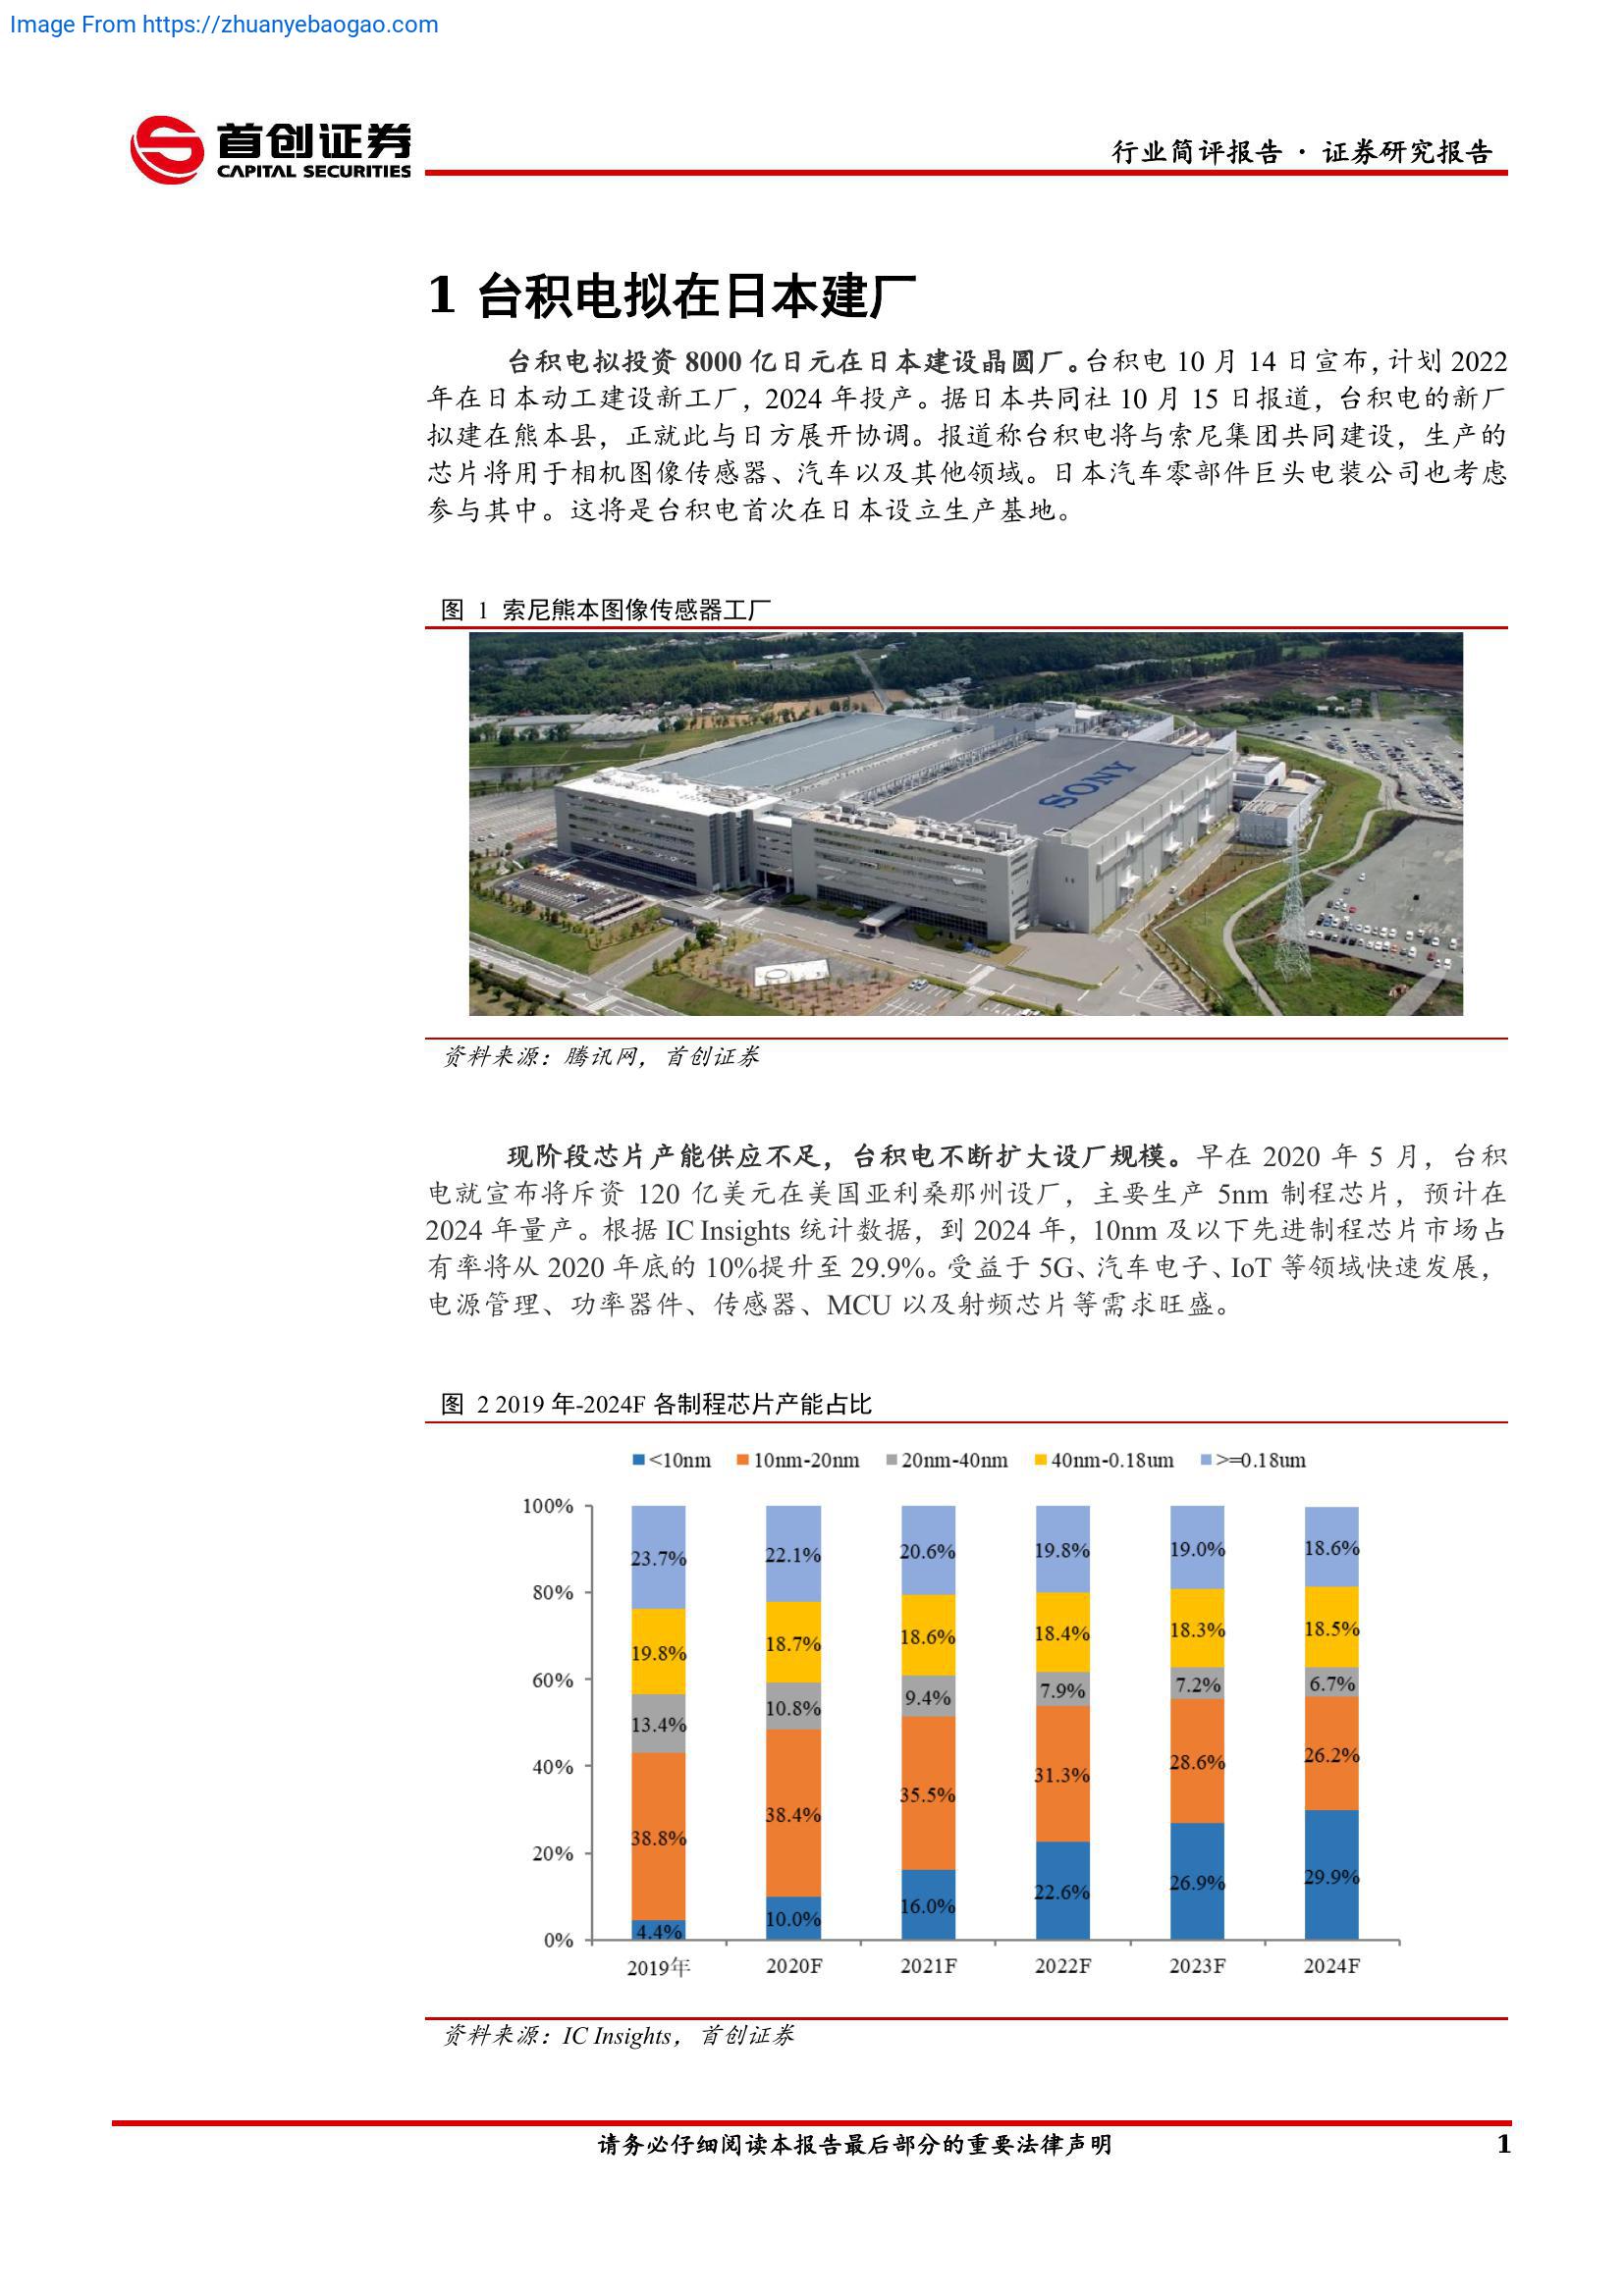 Image From https://zhuanyebaogao.com
首创证券
CAPITAL SECURITIES
行业简评报告 · 证券研究报告
1 台积电拟在日本建厂
台积电拟投资 8000 亿日元在日本建设晶圆厂。台积电 10 月 14 日宣布，计划 2022
年在日本动工建设新工厂，2024 年投产。据日本共同社 10 月 15 日报道，台积电的新厂
拟建在熊本县，正就此与日方展开协调。报道称台积电将与索尼集团共同建设，生产的
芯片将用于相机图像传感器、汽车以及其他领域。日本汽车零部件巨头电装公司也考虑
参与其中。这将是台积电首次在日本设立生产基地。
图 1 索尼熊本图像传感器工厂
SONY
资料来源：腾讯网，首创证券
现阶段芯片产能供应不足，台积电不断扩大设厂规模。早在 2020 年 5 月，台积
电就宣布将斥资 120 亿美元在美国亚利桑那州设厂，主要生产 5nm 制程芯片，预计在
2024 年量产。根据 IC Insights 统计数据，到 2024 年，10nm 及以下先进制程芯片市场占
有率将从 2020 年底的 10%提升至 29.9%。受益于 5G、汽车电子、IoT 等领域快速发展，
电源管理、功率器件、传感器、MCU 以及射频芯片等需求旺盛。
图 2 2019 年-2024F 各制程芯片产能占比
<10nm 10nm-20nm 20nm-40nm 40nm-0.18um >=0.18um
100%
23.7% 22.1% 20.6% 19.8% 19.0% 18.6%
80%
19.8% 18.7% 18.6% 18.4% 18.3% 18.5%
60%
13.4% 10.8% 9.4% 7.9% 7.2% 6.7%
40%
38.8% 38.4% 35.5% 31.3% 28.6% 26.2%
20%
4.4% 10.0% 16.0% 22.6% 26.9% 29.9%
0%
2019年 2020F 2021F 2022F 2023F 2024F
资料来源：IC Insights，首创证券
请务必仔细阅读本报告最后部分的重要法律声明 1